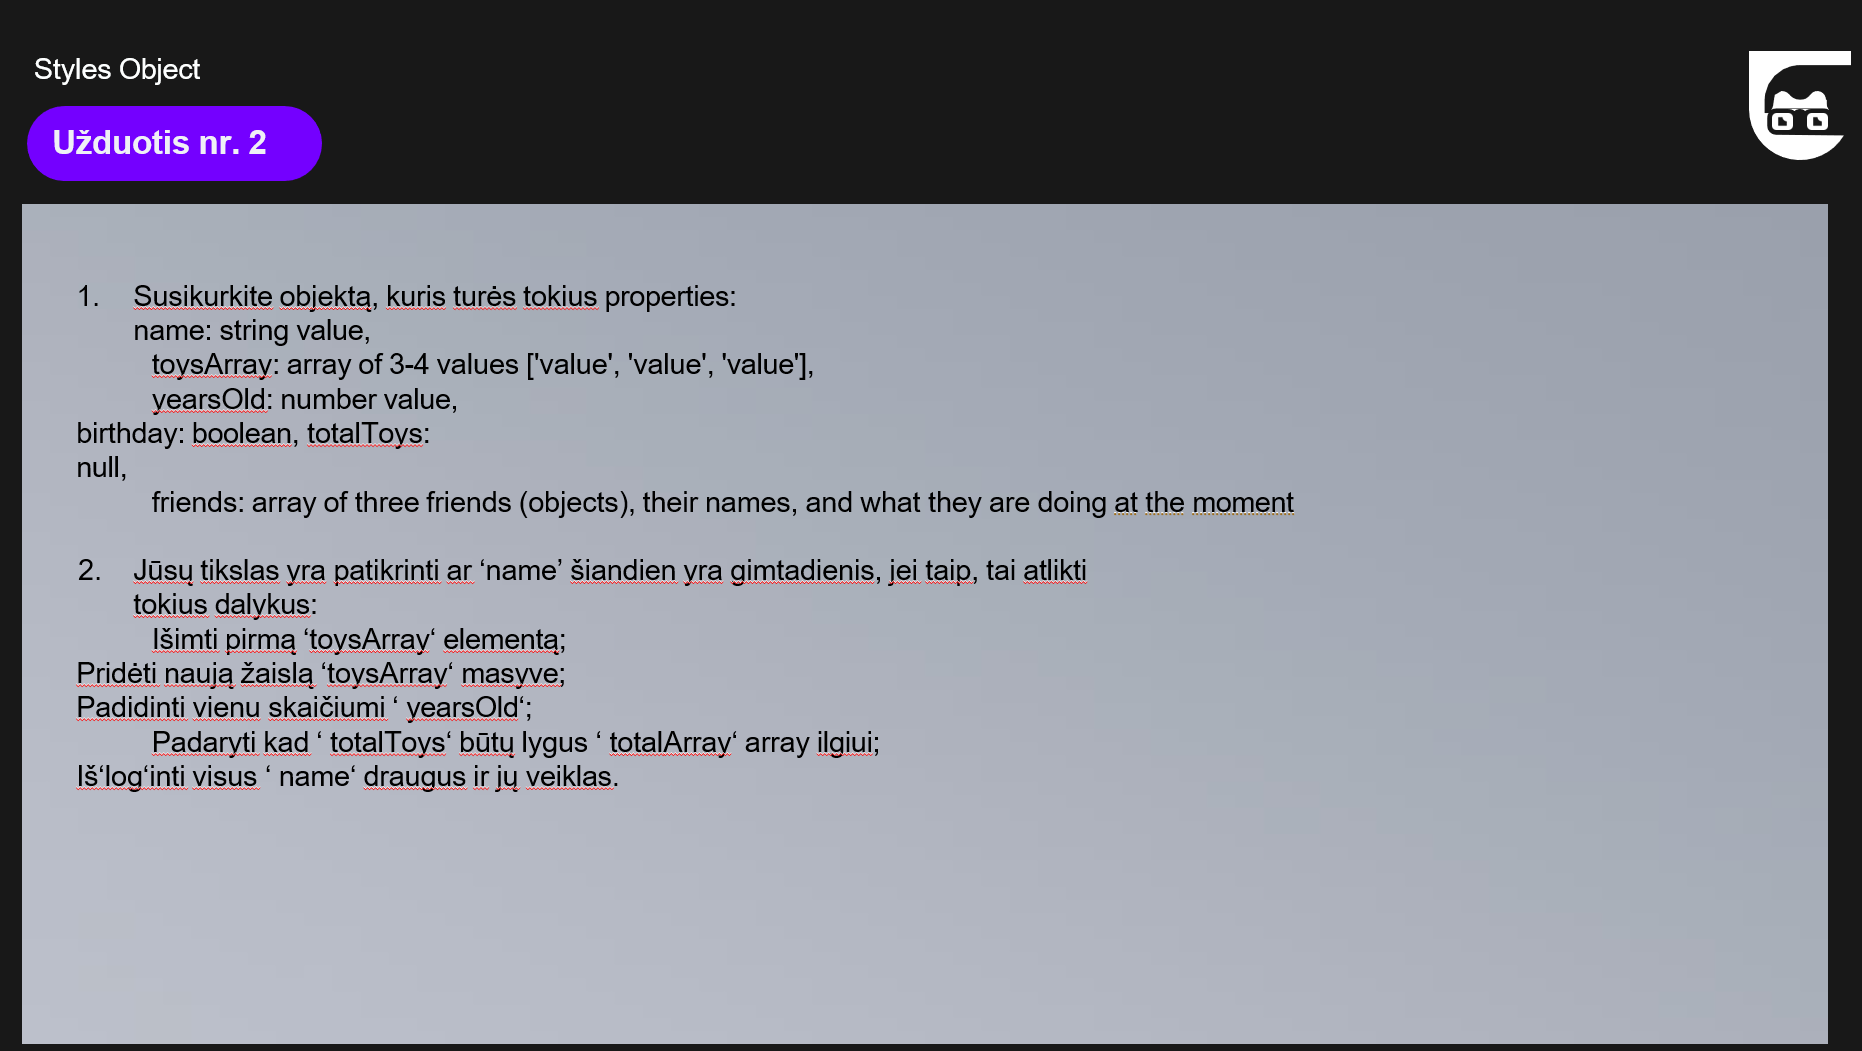 Styles Object
Užduotis nr. 2
1. Susikurkite objektą, kuris turės tokius properties:
name: string value,
toysArray: array of 3-4 values ['value', 'value', 'value'],
yearsOld: number value,
birthday: boolean, totalToys:
null,
friends: array of three friends (objects), their names, and what they are doing at the moment
2. Jūsų tikslas yra patikrinti ar ‘name’ šiandien yra gimtadienis, jei taip, tai atlikti
tokius dalykus:
Išimti pirmą ‘toysArray‘ elementą;
Pridėti naują žaislą ‘toysArray‘ masyve;
Padidinti vienu skaičiumi ‘ yearsOld‘;
Padaryti kad ‘ totalToys‘ būtų lygus ‘ totalArray‘ array ilgiui;
Iš‘log‘inti visus ‘ name‘ draugus ir jų veiklas.